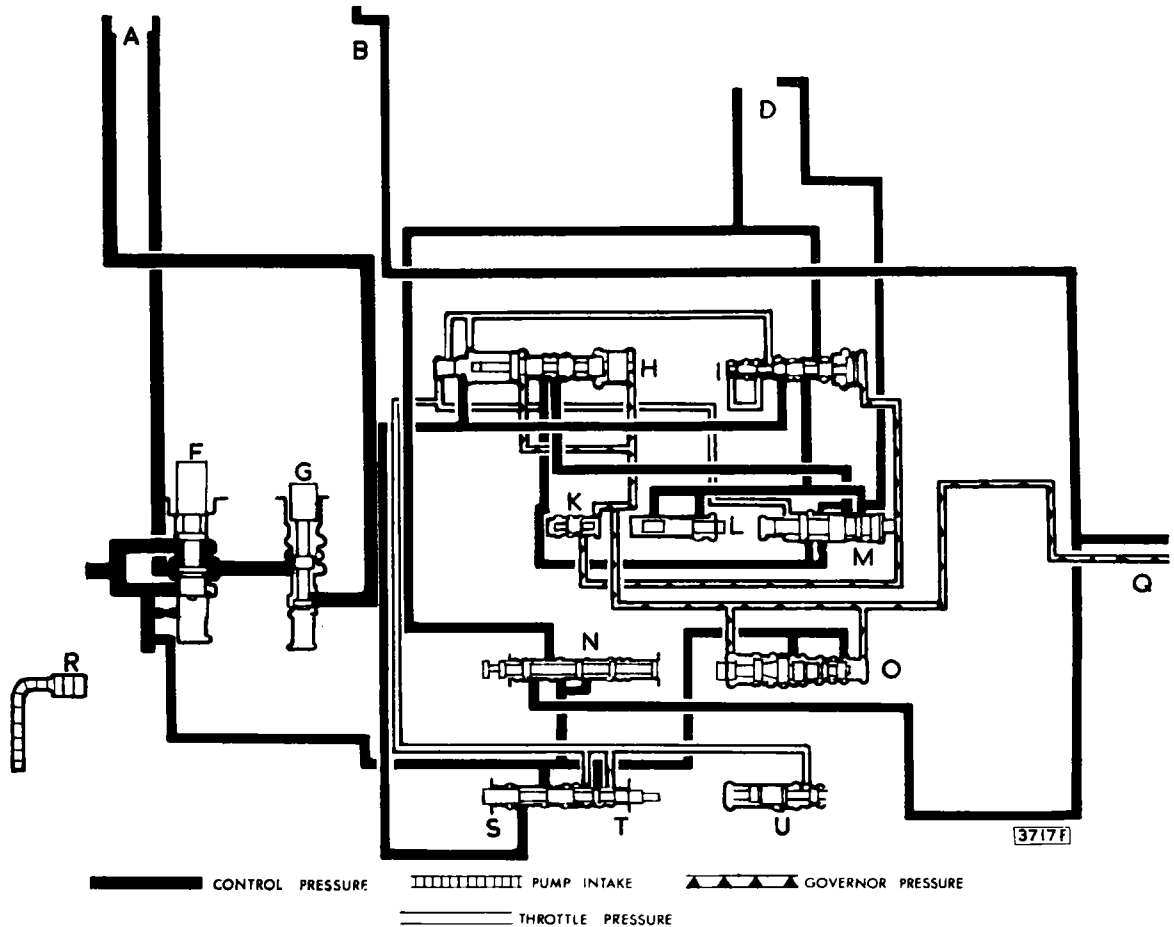 A
B
D
F
G
H
I
K
L
M
N
O
Q
R
S
T
U
3717F
CONTROL PRESSURE
PUMP INTAKE
GOVERNOR PRESSURE
THROTTLE PRESSURE